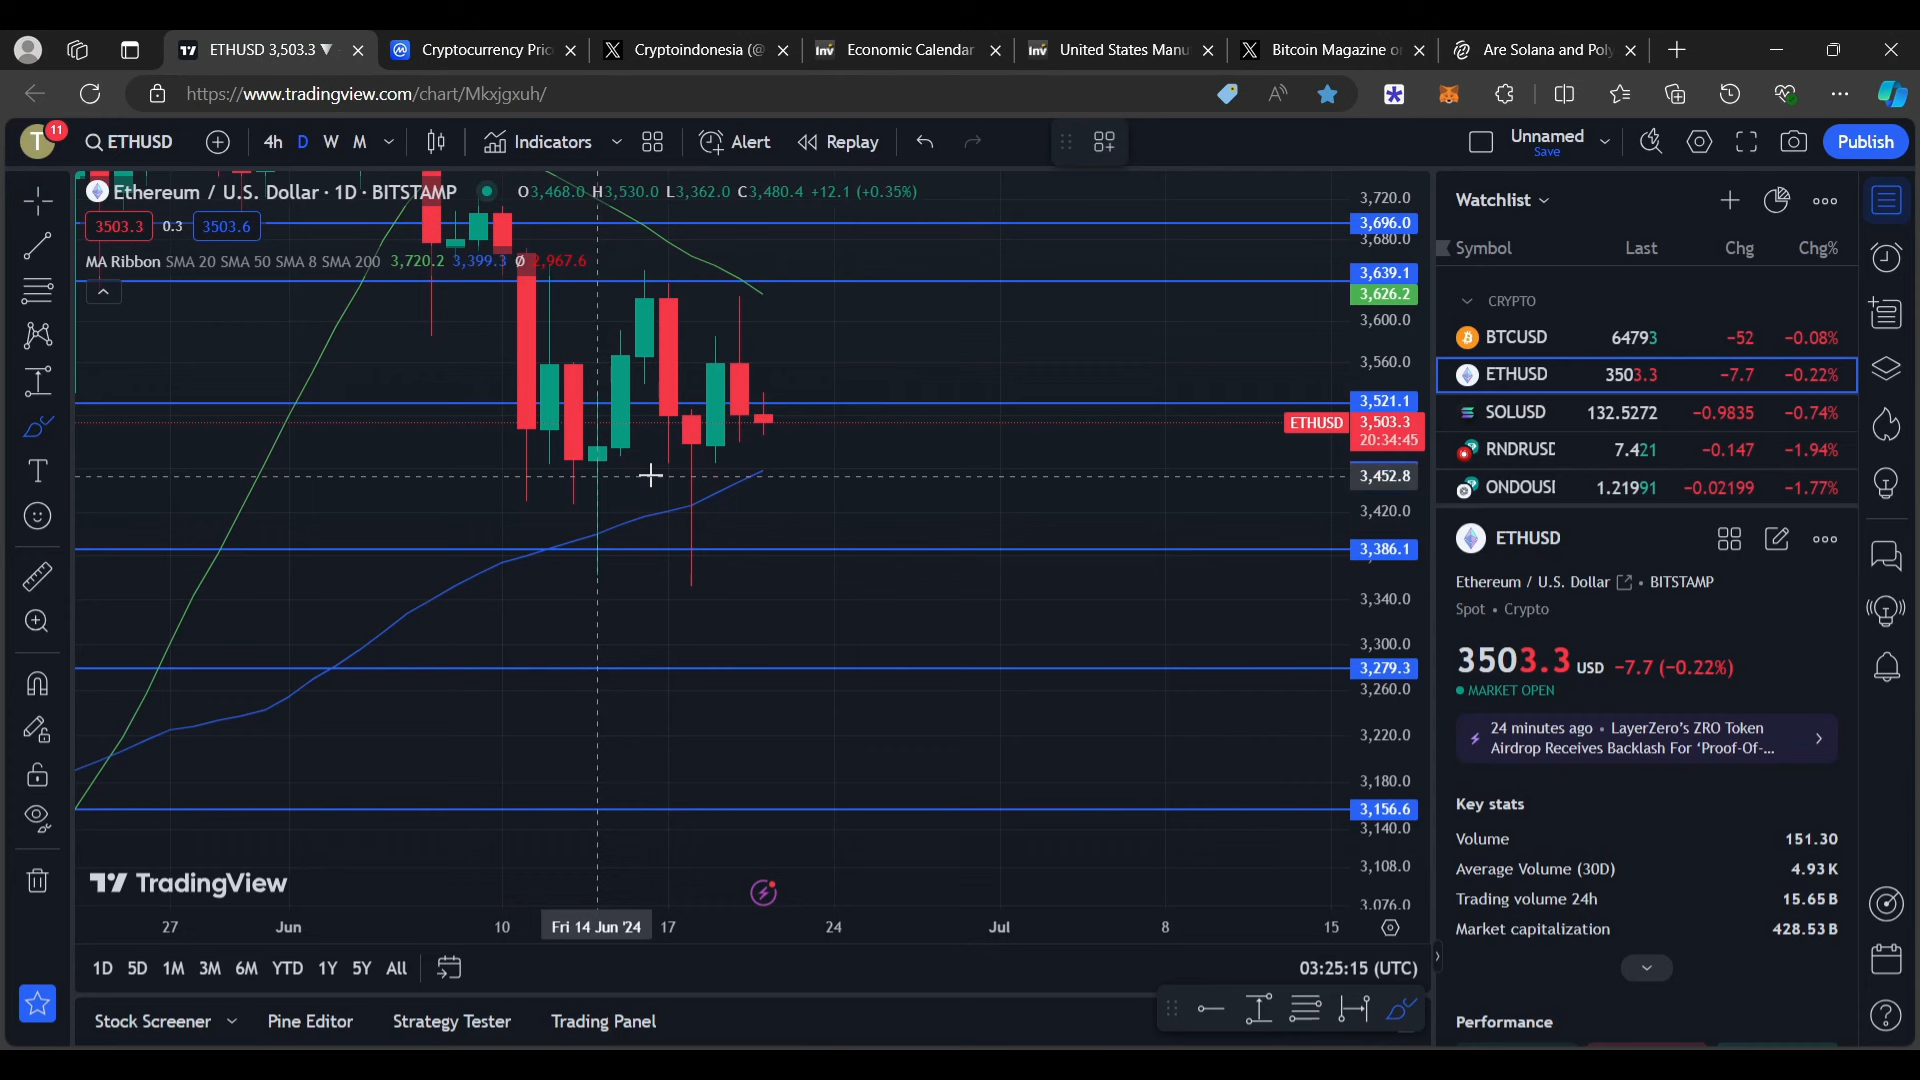 ETHUSD 3,503.3 ▼
Cryptocurrency Pric
Cryptoindonesia (@
Economic Calendar
United States Manu
Bitcoin Magazine or
Are Solana and Poly
https://www.tradingview.com/chart/Mkxjgxuh/
T 11
ETHUSD
4h D W M
Indicators
Alert
Replay
Unnamed
Save
Publish
Ethereum / U.S. Dollar · 1D · BITSTAMP
O3,468.0 H3,530.0 L3,362.0 C3,480.4 +12.1 (+0.35%)
3503.3 0.3 3503.6
MA Ribbon SMA 20 SMA 50 SMA 8 SMA 200 3,720.2 3,399.3 Ø 2,967.6
3,720.0
3,696.0
3,680.0
3,639.1
3,626.2
3,600.0
3,560.0
3,521.1
ETHUSD 3,503.3
20:34:45
3,452.8
3,420.0
3,386.1
3,340.0
3,300.0
3,279.3
3,260.0
3,220.0
3,180.0
3,156.6
3,140.0
3,108.0
3,076.0
TradingView
27 Jun 10 Fri 14 Jun '24 17 24 Jul 8 15
1D 5D 1M 3M 6M YTD 1Y 5Y All
03:25:15 (UTC)
Stock Screener
Pine Editor
Strategy Tester
Trading Panel
Watchlist
Symbol Last Chg Chg%
CRYPTO
BTCUSD 64793 −52 −0.08%
ETHUSD 3503.3 −7.7 −0.22%
SOLUSD 132.5272 −0.9835 −0.74%
RNDRUSD 7.421 −0.147 −1.94%
ONDOUSI 1.21991 −0.02199 −1.77%
ETHUSD
Ethereum / U.S. Dollar • BITSTAMP
Spot • Crypto
3503.3 USD −7.7 (−0.22%)
MARKET OPEN
24 minutes ago • LayerZero's ZRO Token
Airdrop Receives Backlash For 'Proof-Of-...
Key stats
Volume 151.30
Average Volume (30D) 4.93K
Trading volume 24h 15.65B
Market capitalization 428.53B
Performance